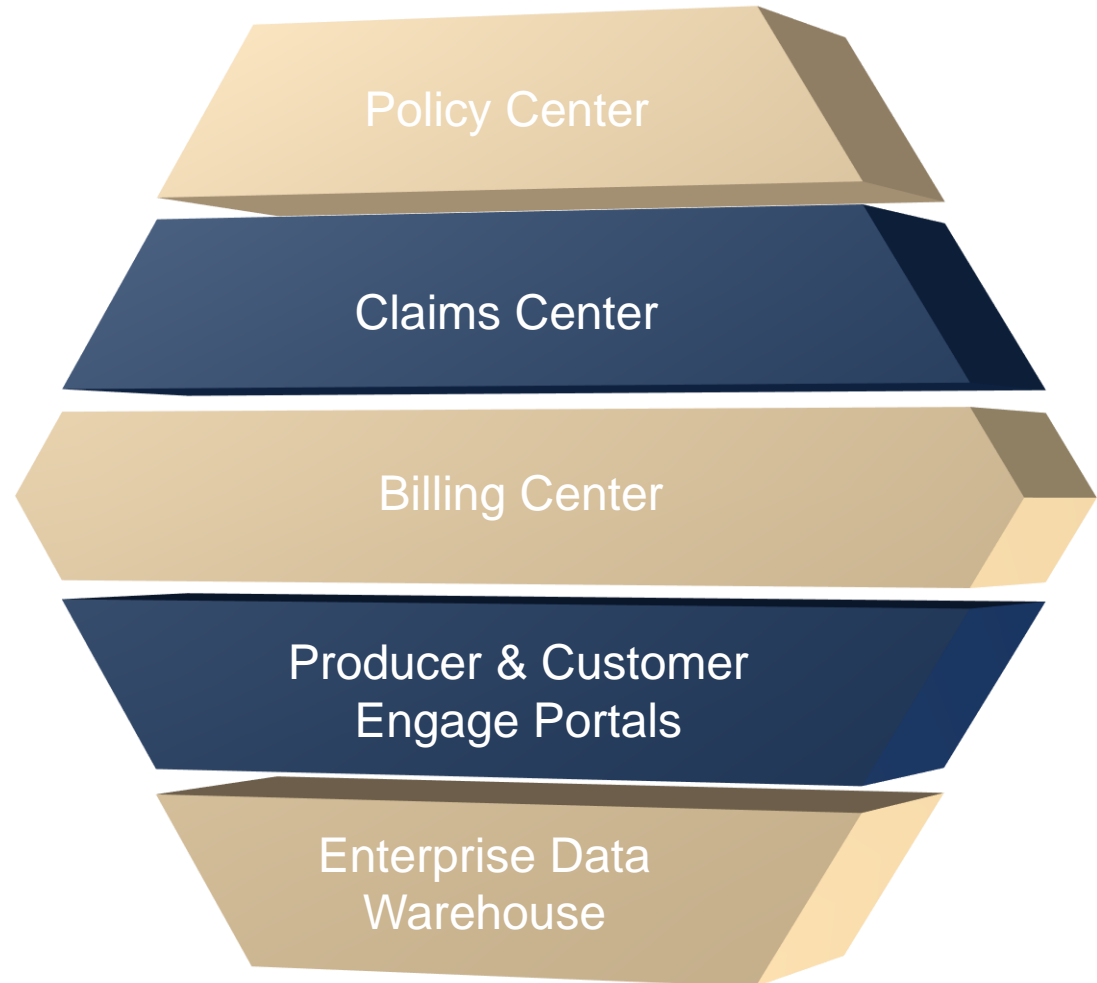 Policy Center
Claims Center
Billing Center
Producer & Customer
Engage Portals
Enterprise Data
Warehouse